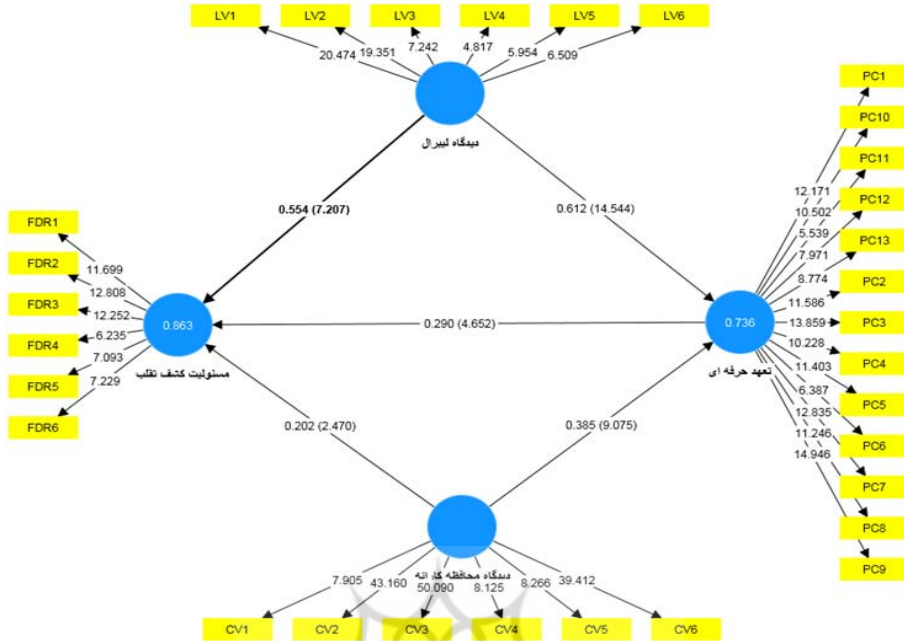 LV1
LV2
LV3
LV4
LV5
LV6
20.474
19.351
7.242
4.817
5.954
6.509
دیدگاه لیبرال
0.554 (7.207)
0.612 (14.544)
FDR1
FDR2
FDR3
FDR4
FDR5
FDR6
11.699
12.808
12.252
6.235
7.093
7.229
0.863
مسئولیت کشف تقلب
0.290 (4.652)
0.736
تعهد حرفه ای
PC1
PC10
PC11
PC12
PC13
PC2
PC3
PC4
PC5
PC6
PC7
PC8
PC9
12.171
10.502
5.539
7.971
8.774
11.586
13.859
10.228
11.403
6.387
12.835
11.246
14.946
0.202 (2.470)
0.385 (9.075)
دیدگاه محافظه کارانه
7.905
43.160
50.090
8.125
8.266
39.412
CV1
CV2
CV3
CV4
CV5
CV6